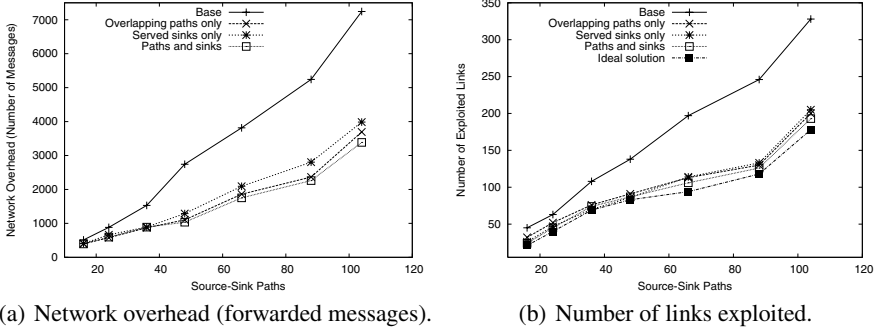 Network Overhead (Number of Messages)
7000
6000
5000
4000
3000
2000
1000
0
Base
Overlapping paths only
Served sinks only
Paths and sinks
20 40 60 80 100 120
Source-Sink Paths
(a) Network overhead (forwarded messages).
Number of Exploited Links
350
300
250
200
150
100
50
Base
Overlapping paths only
Served sinks only
Paths and sinks
Ideal solution
20 40 60 80 100 120
Source-Sink Paths
(b) Number of links exploited.